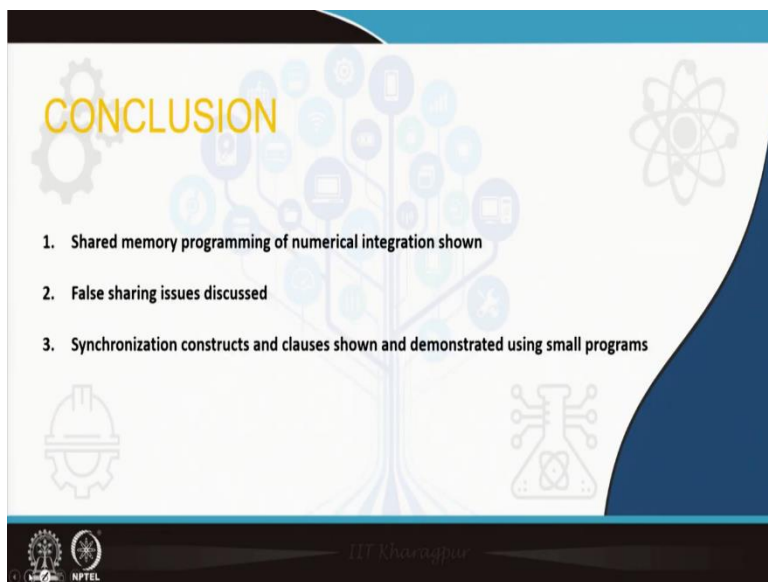 CONCLUSION
1. Shared memory programming of numerical integration shown
2. False sharing issues discussed
3. Synchronization constructs and clauses shown and demonstrated using small programs
IIT Kharagpur
NPTEL